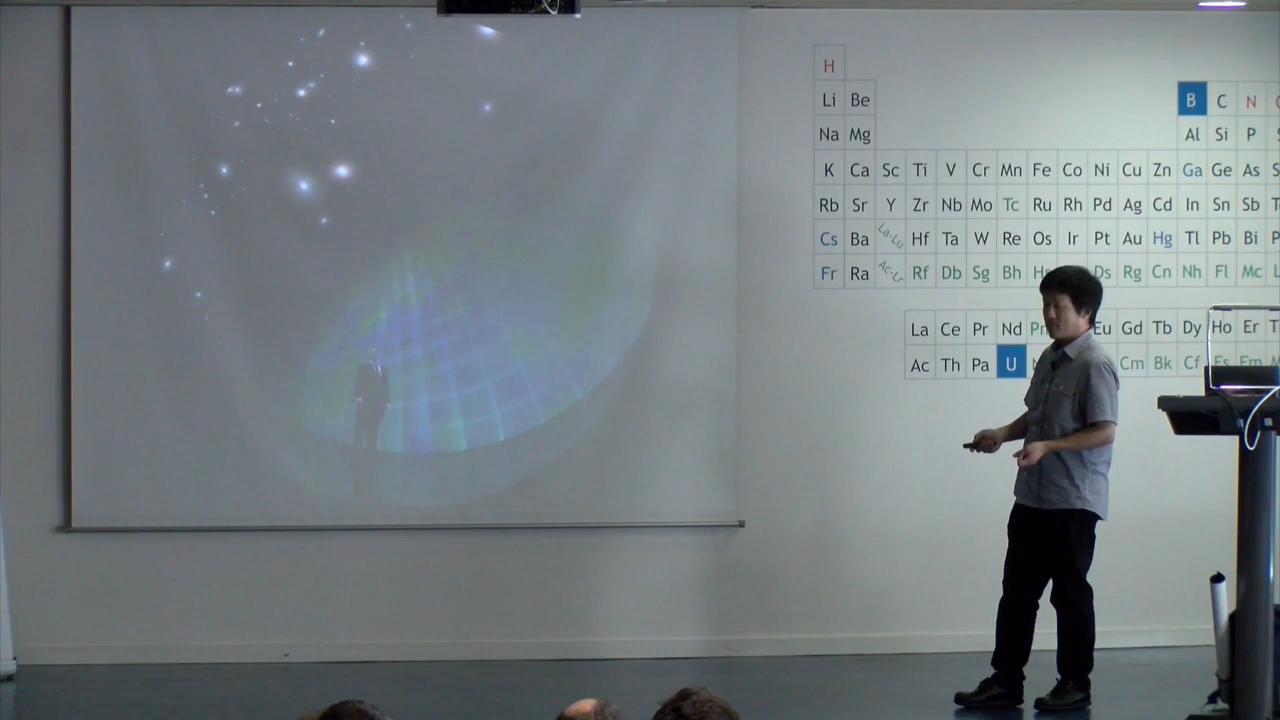 H
Li Be B C N
Na Mg Al Si P
K Ca Sc Ti V Cr Mn Fe Co Ni Cu Zn Ga Ge As
Rb Sr Y Zr Nb Mo Tc Ru Rh Pd Ag Cd In Sn Sb
Cs Ba La-Lu Hf Ta W Re Os Ir Pt Au Hg Tl Pb Bi
Fr Ra Ac-Lr Rf Db Sg Bh Hs Ds Rg Cn Nh Fl Mc
La Ce Pr Nd Eu Gd Tb Dy Ho Er
Ac Th Pa U Cm Bk Cf Es Fm